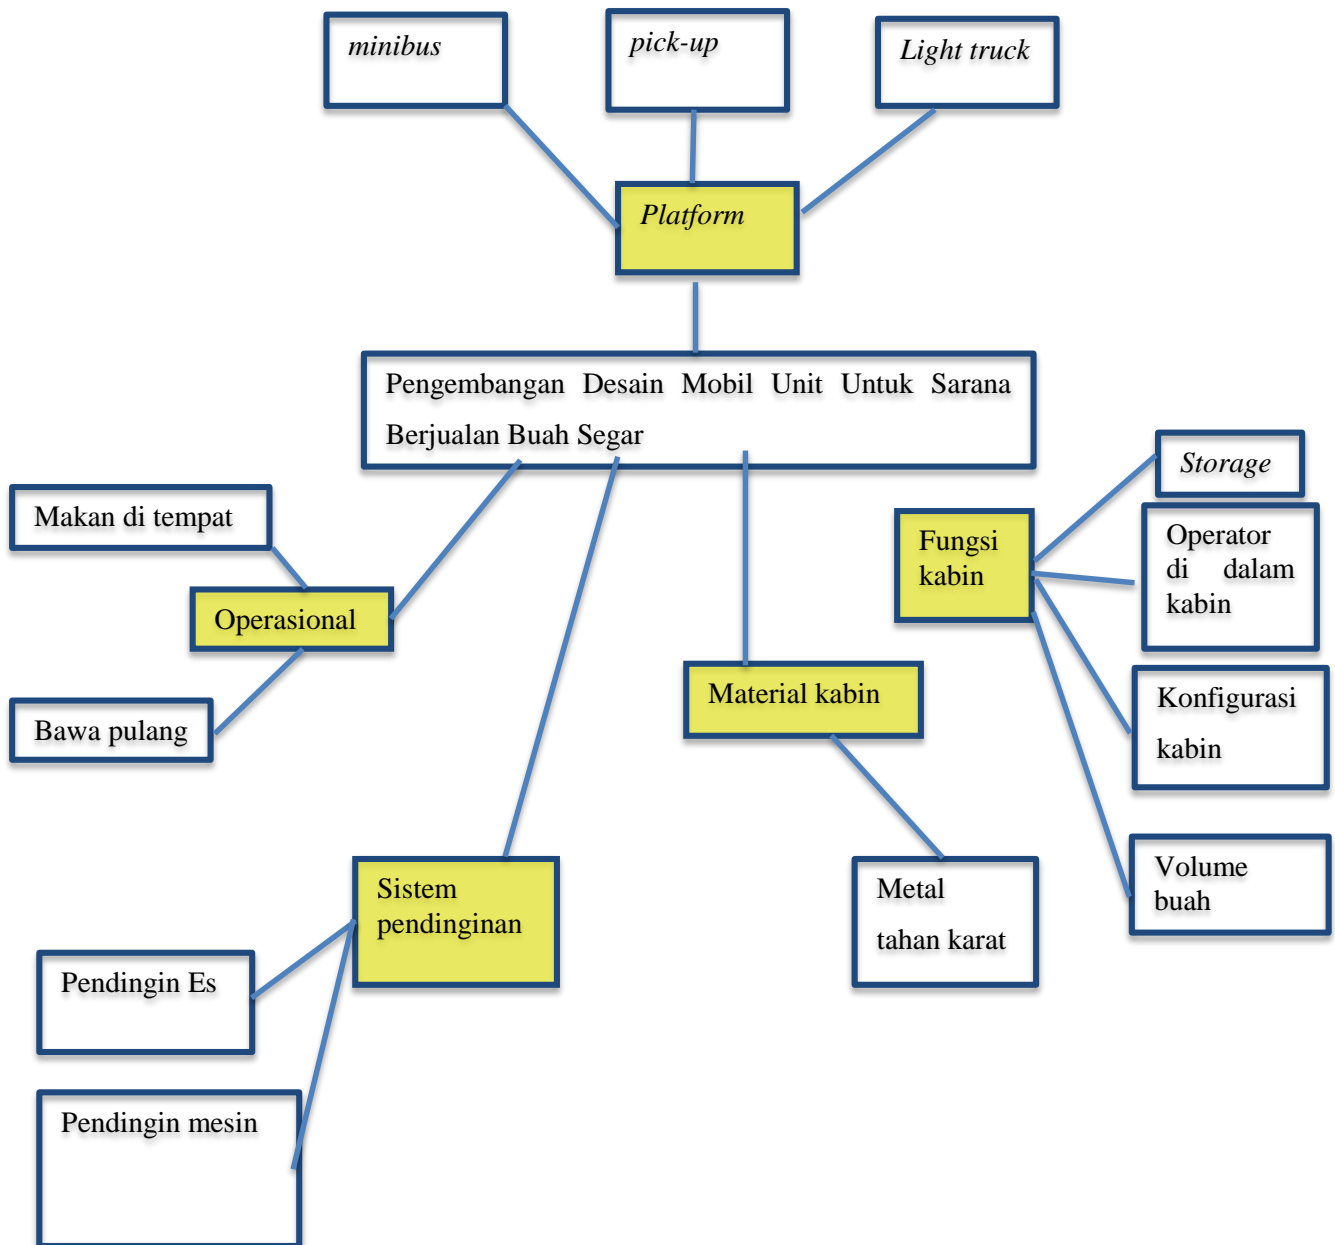 minibus
pick-up
Light truck
Platform
Pengembangan Desain Mobil Unit Untuk Sarana
Berjualan Buah Segar
Storage
Makan di tempat
Fungsi
kabin
Operator
di dalam
kabin
Operasional
Material kabin
Konfigurasi
kabin
Bawa pulang
Sistem
pendinginan
Metal
tahan karat
Volume
buah
Pendingin Es
Pendingin mesin